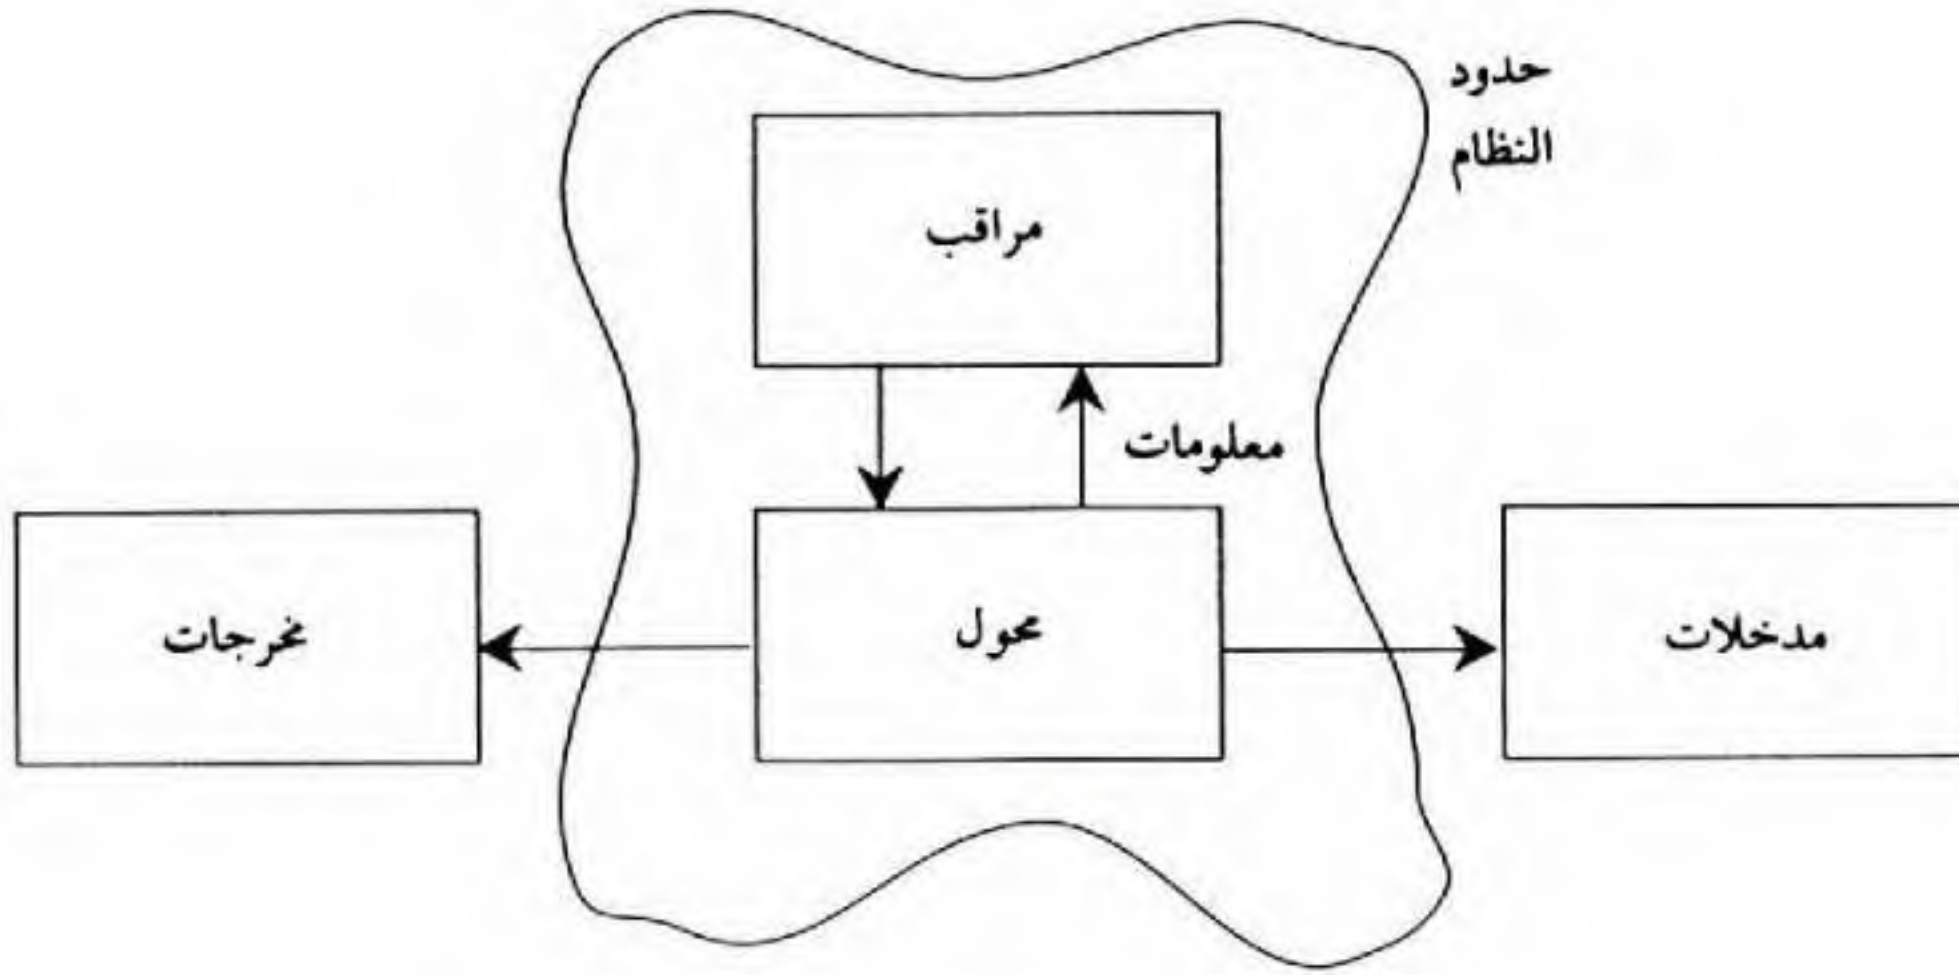 حدود
النظام
مراقب
معلومات
مدخلات
محول
مخرجات